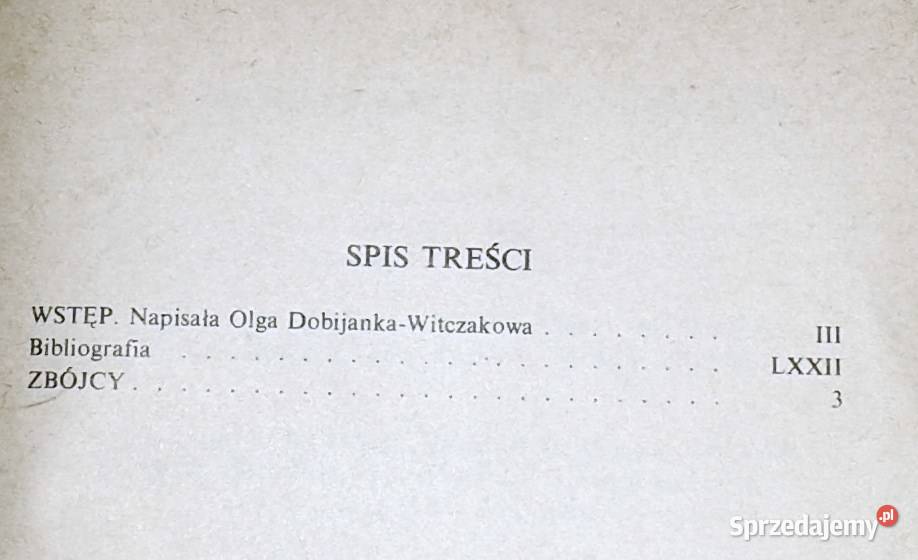 SPIS TREŚCI
WSTĘP. Napisała Olga Dobijanka-Witczakowa . . . . . . . III
Bibliografia . . . . . . . . . . . . . . . . . . . LXXII
ZBÓJCY . . . . . . . . . . . . . . . . . . . . . . 3
Sprzedajemy.pl